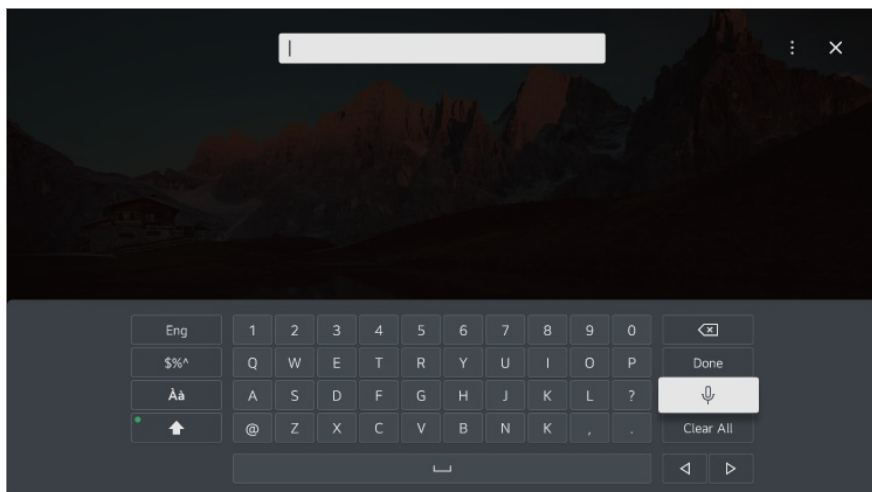 Eng 1 2 3 4 5 6 7 8 9 0
$%^ Q W E T R Y U I O P Done
Àà A S D F G H J K L ?
@ Z X C V B N K , . Clear All